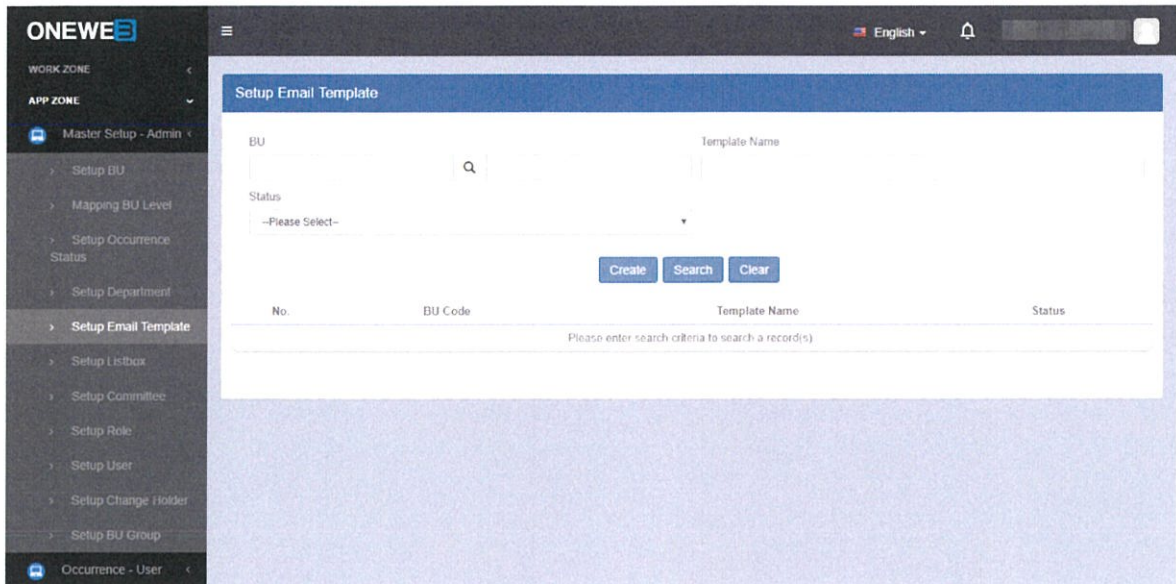 ONEWEB
English
WORK ZONE
APP ZONE
Master Setup - Admin
Setup BU
Mapping BU Level
Setup Occurrence
Status
Setup Department
Setup Email Template
Setup Listbox
Setup Committee
Setup Role
Setup User
Setup Change Holder
Setup BU Group
Occurrence - User
Setup Email Template
BU
Template Name
Status
--Please Select--
Create Search Clear
No. BU Code Template Name Status
Please enter search criteria to search a record(s)